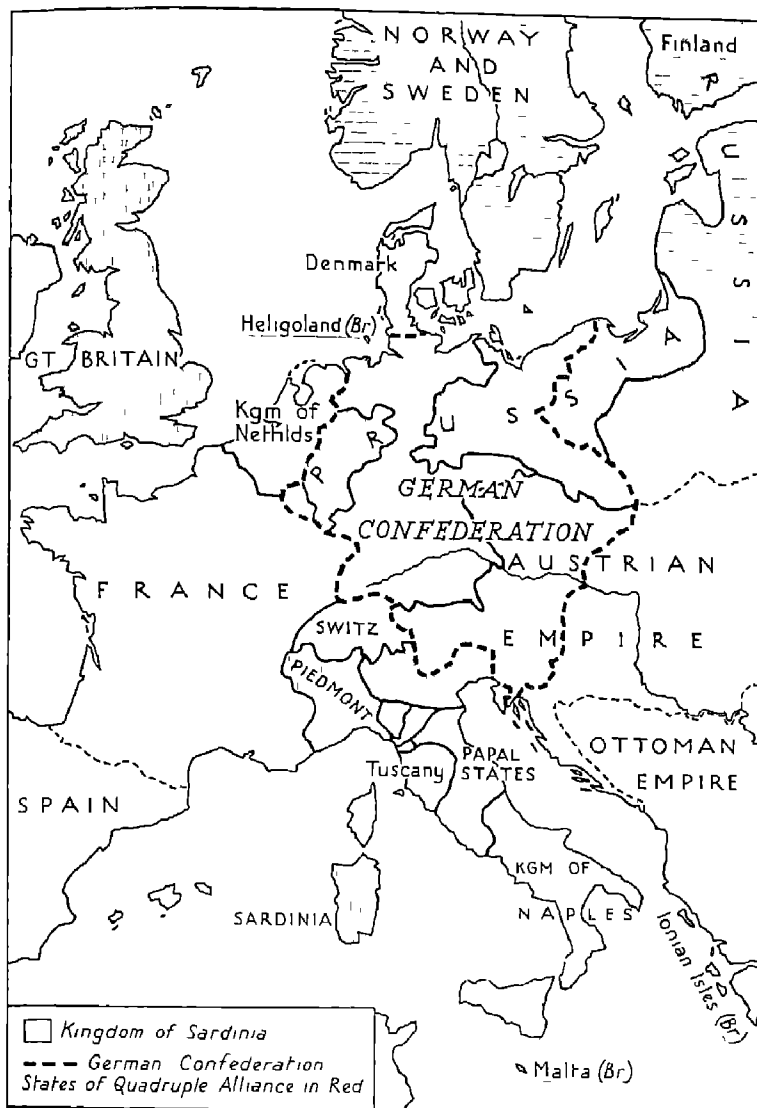 NORWAY
AND
SWEDEN
Finland
RUSSIA
Denmark
Heligoland (Br)
GT BRITAIN
Kgm of
Nethlds
PRUSSIA
GERMAN
CONFEDERATION
AUSTRIAN
EMPIRE
FRANCE
SWITZ
PIEDMONT
OTTOMAN
EMPIRE
PAPAL
STATES
Tuscany
SPAIN
KGM OF
NAPLES
SARDINIA
Ionian Isles (Br)
Malta (Br)
Kingdom of Sardinia
German Confederation
States of Quadruple Alliance in Red